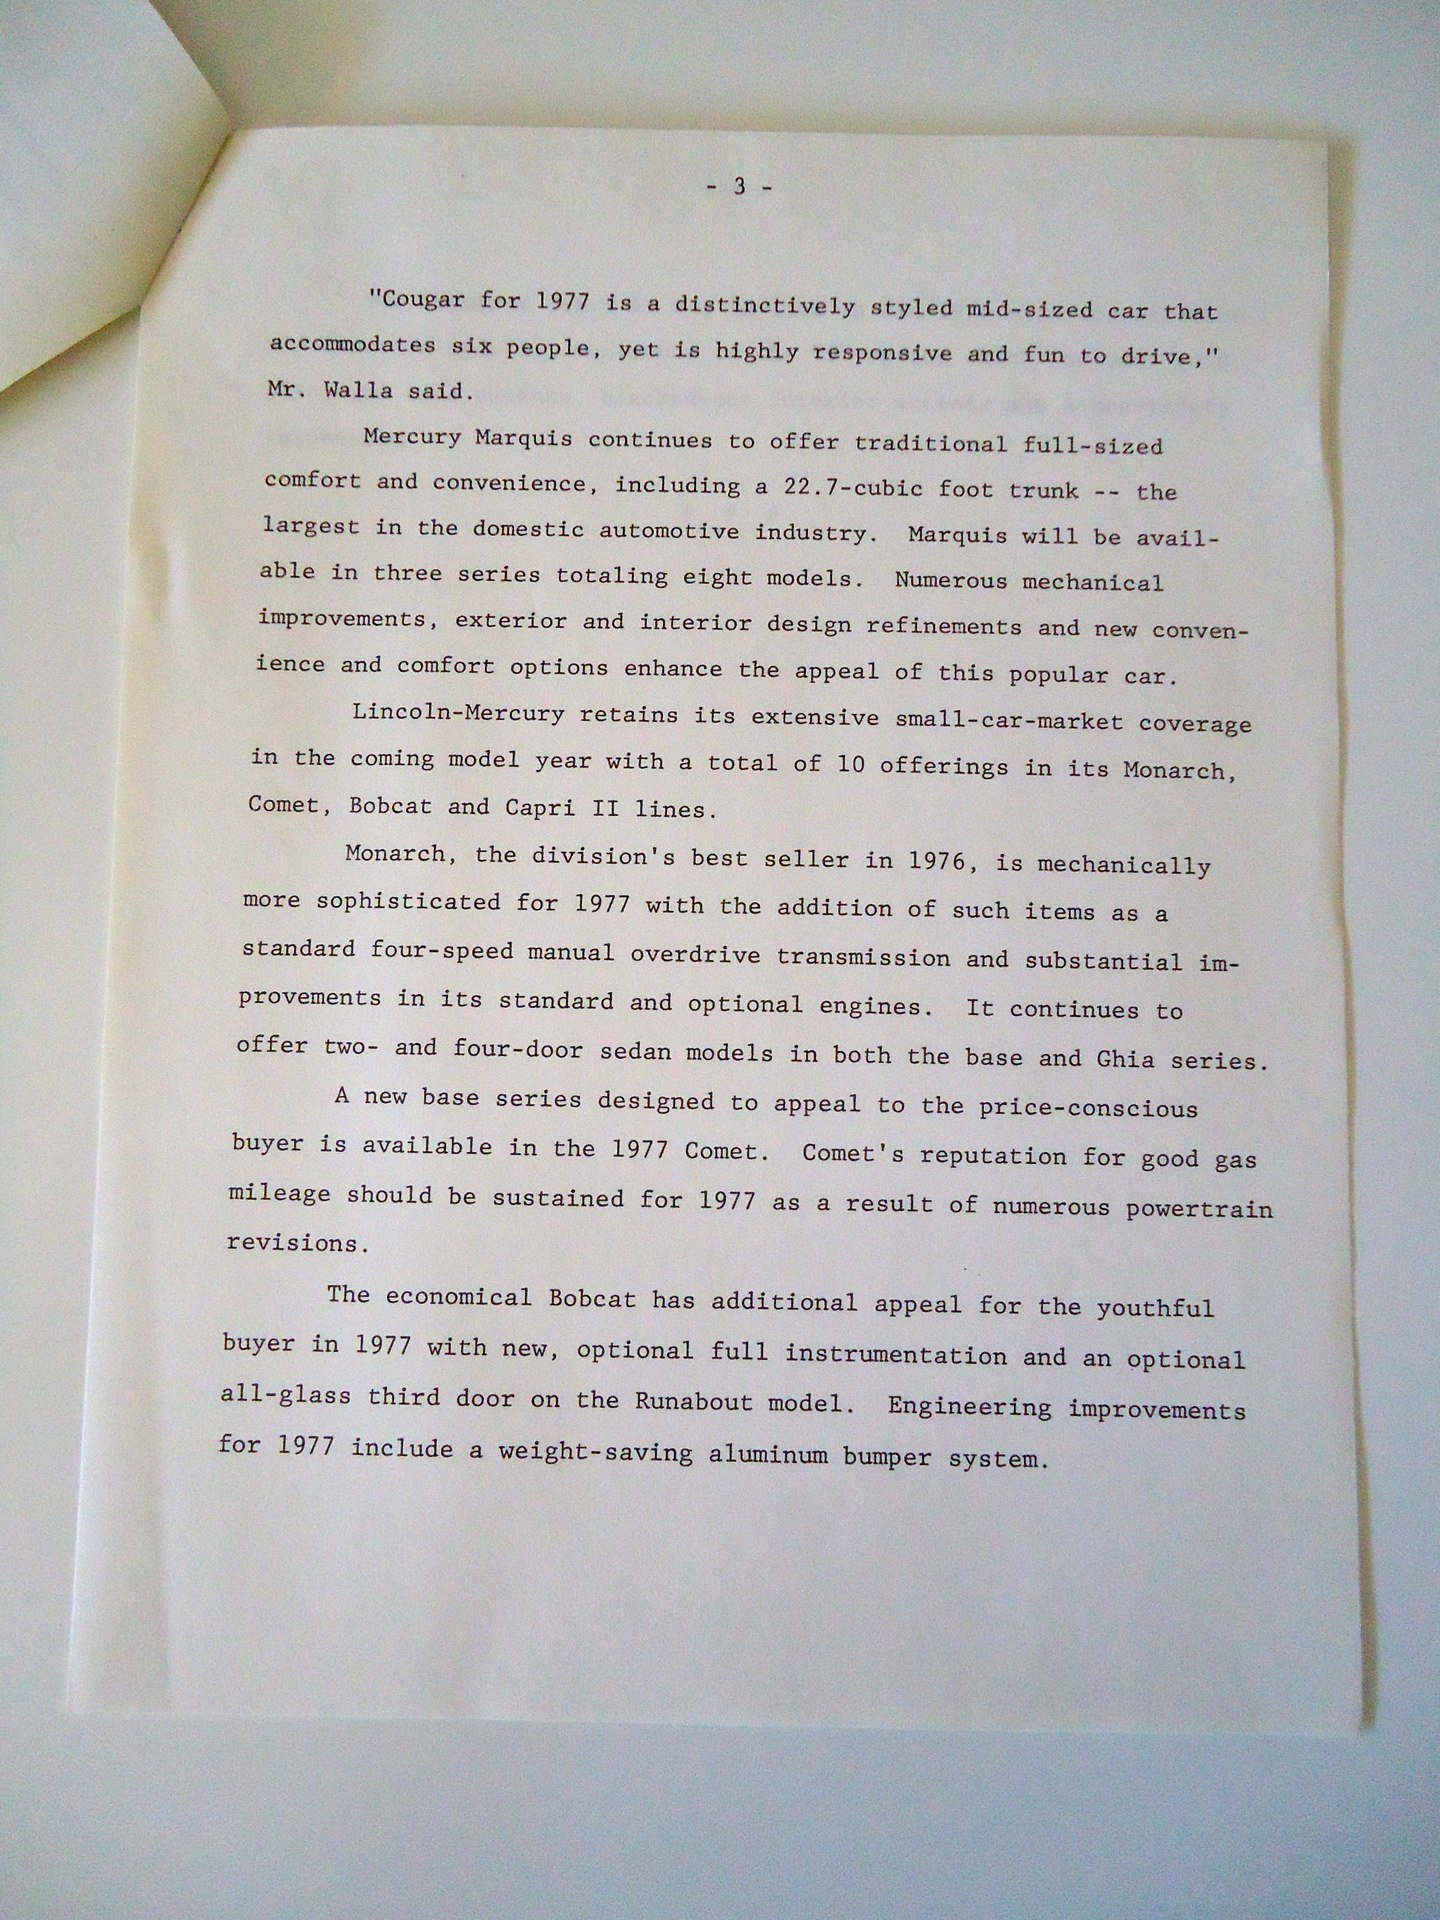 - 3 -
"Cougar for 1977 is a distinctively styled mid-sized car that
accommodates six people, yet is highly responsive and fun to drive,"
Mr. Walla said.
Mercury Marquis continues to offer traditional full-sized
comfort and convenience, including a 22.7-cubic foot trunk -- the
largest in the domestic automotive industry. Marquis will be avail-
able in three series totaling eight models. Numerous mechanical
improvements, exterior and interior design refinements and new conven-
ience and comfort options enhance the appeal of this popular car.
Lincoln-Mercury retains its extensive small-car-market coverage
in the coming model year with a total of 10 offerings in its Monarch,
Comet, Bobcat and Capri II lines.
Monarch, the division's best seller in 1976, is mechanically
more sophisticated for 1977 with the addition of such items as a
standard four-speed manual overdrive transmission and substantial im-
provements in its standard and optional engines. It continues to
offer two- and four-door sedan models in both the base and Ghia series.
A new base series designed to appeal to the price-conscious
buyer is available in the 1977 Comet. Comet's reputation for good gas
mileage should be sustained for 1977 as a result of numerous powertrain
revisions.
The economical Bobcat has additional appeal for the youthful
buyer in 1977 with new, optional full instrumentation and an optional
all-glass third door on the Runabout model. Engineering improvements
for 1977 include a weight-saving aluminum bumper system.